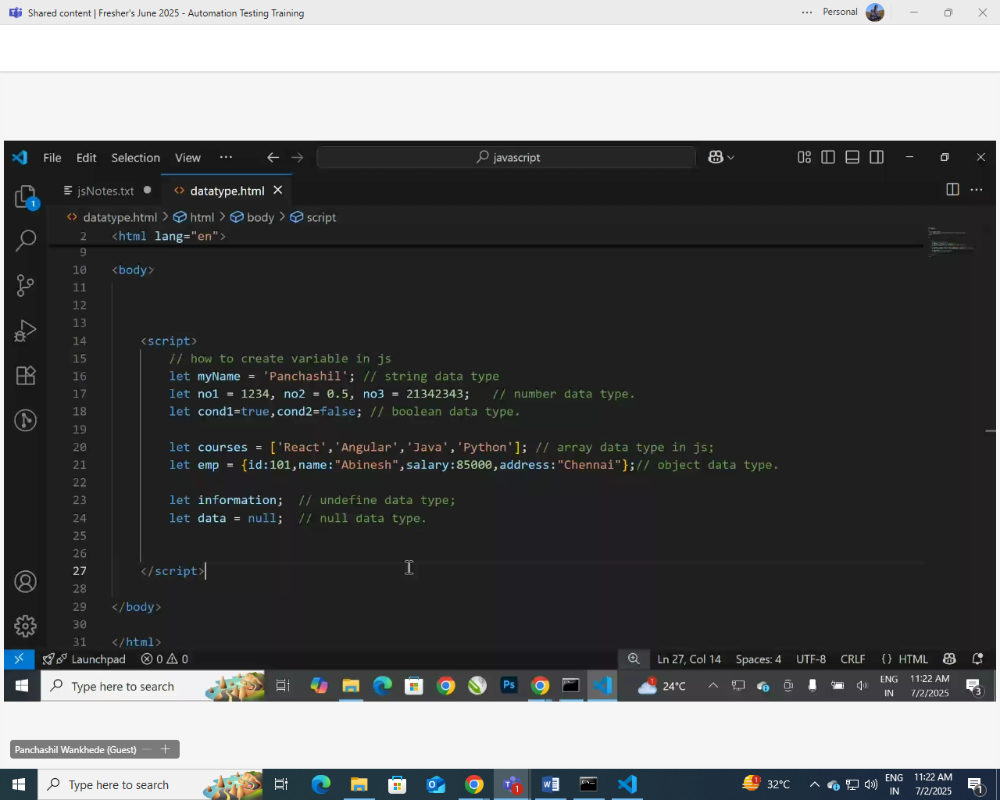 Shared content | Fresher's June 2025 - Automation Testing Training
Personal
File Edit Selection View
javascript
jsNotes.txt
datatype.html
datatype.html > html > body > script
2 <html lang="en">
9
10 <body>
11
12
13
14 <script>
15 // how to create variable in js
16 let myName = 'Panchashil'; // string data type
17 let no1 = 1234, no2 = 0.5, no3 = 21342343; // number data type.
18 let cond1=true,cond2=false; // boolean data type.
19
20 let courses = ['React','Angular','Java','Python']; // array data type in js;
21 let emp = {id:101,name:"Abinesh",salary:85000,address:"Chennai"};// object data type.
22
23 let information; // undefine data type;
24 let data = null; // null data type.
25
26
27 </script>
28
29 </body>
30
31 </html>
1
Launchpad 0 0
Ln 27, Col 14 Spaces: 4 UTF-8 CRLF {} HTML
Type here to search
Ps
1
24°C
ENG
IN
11:22 AM
7/2/2025
3
Panchashil Wankhede (Guest)
Type here to search
1
1
32°C
ENG
IN
11:22 AM
7/2/2025
1